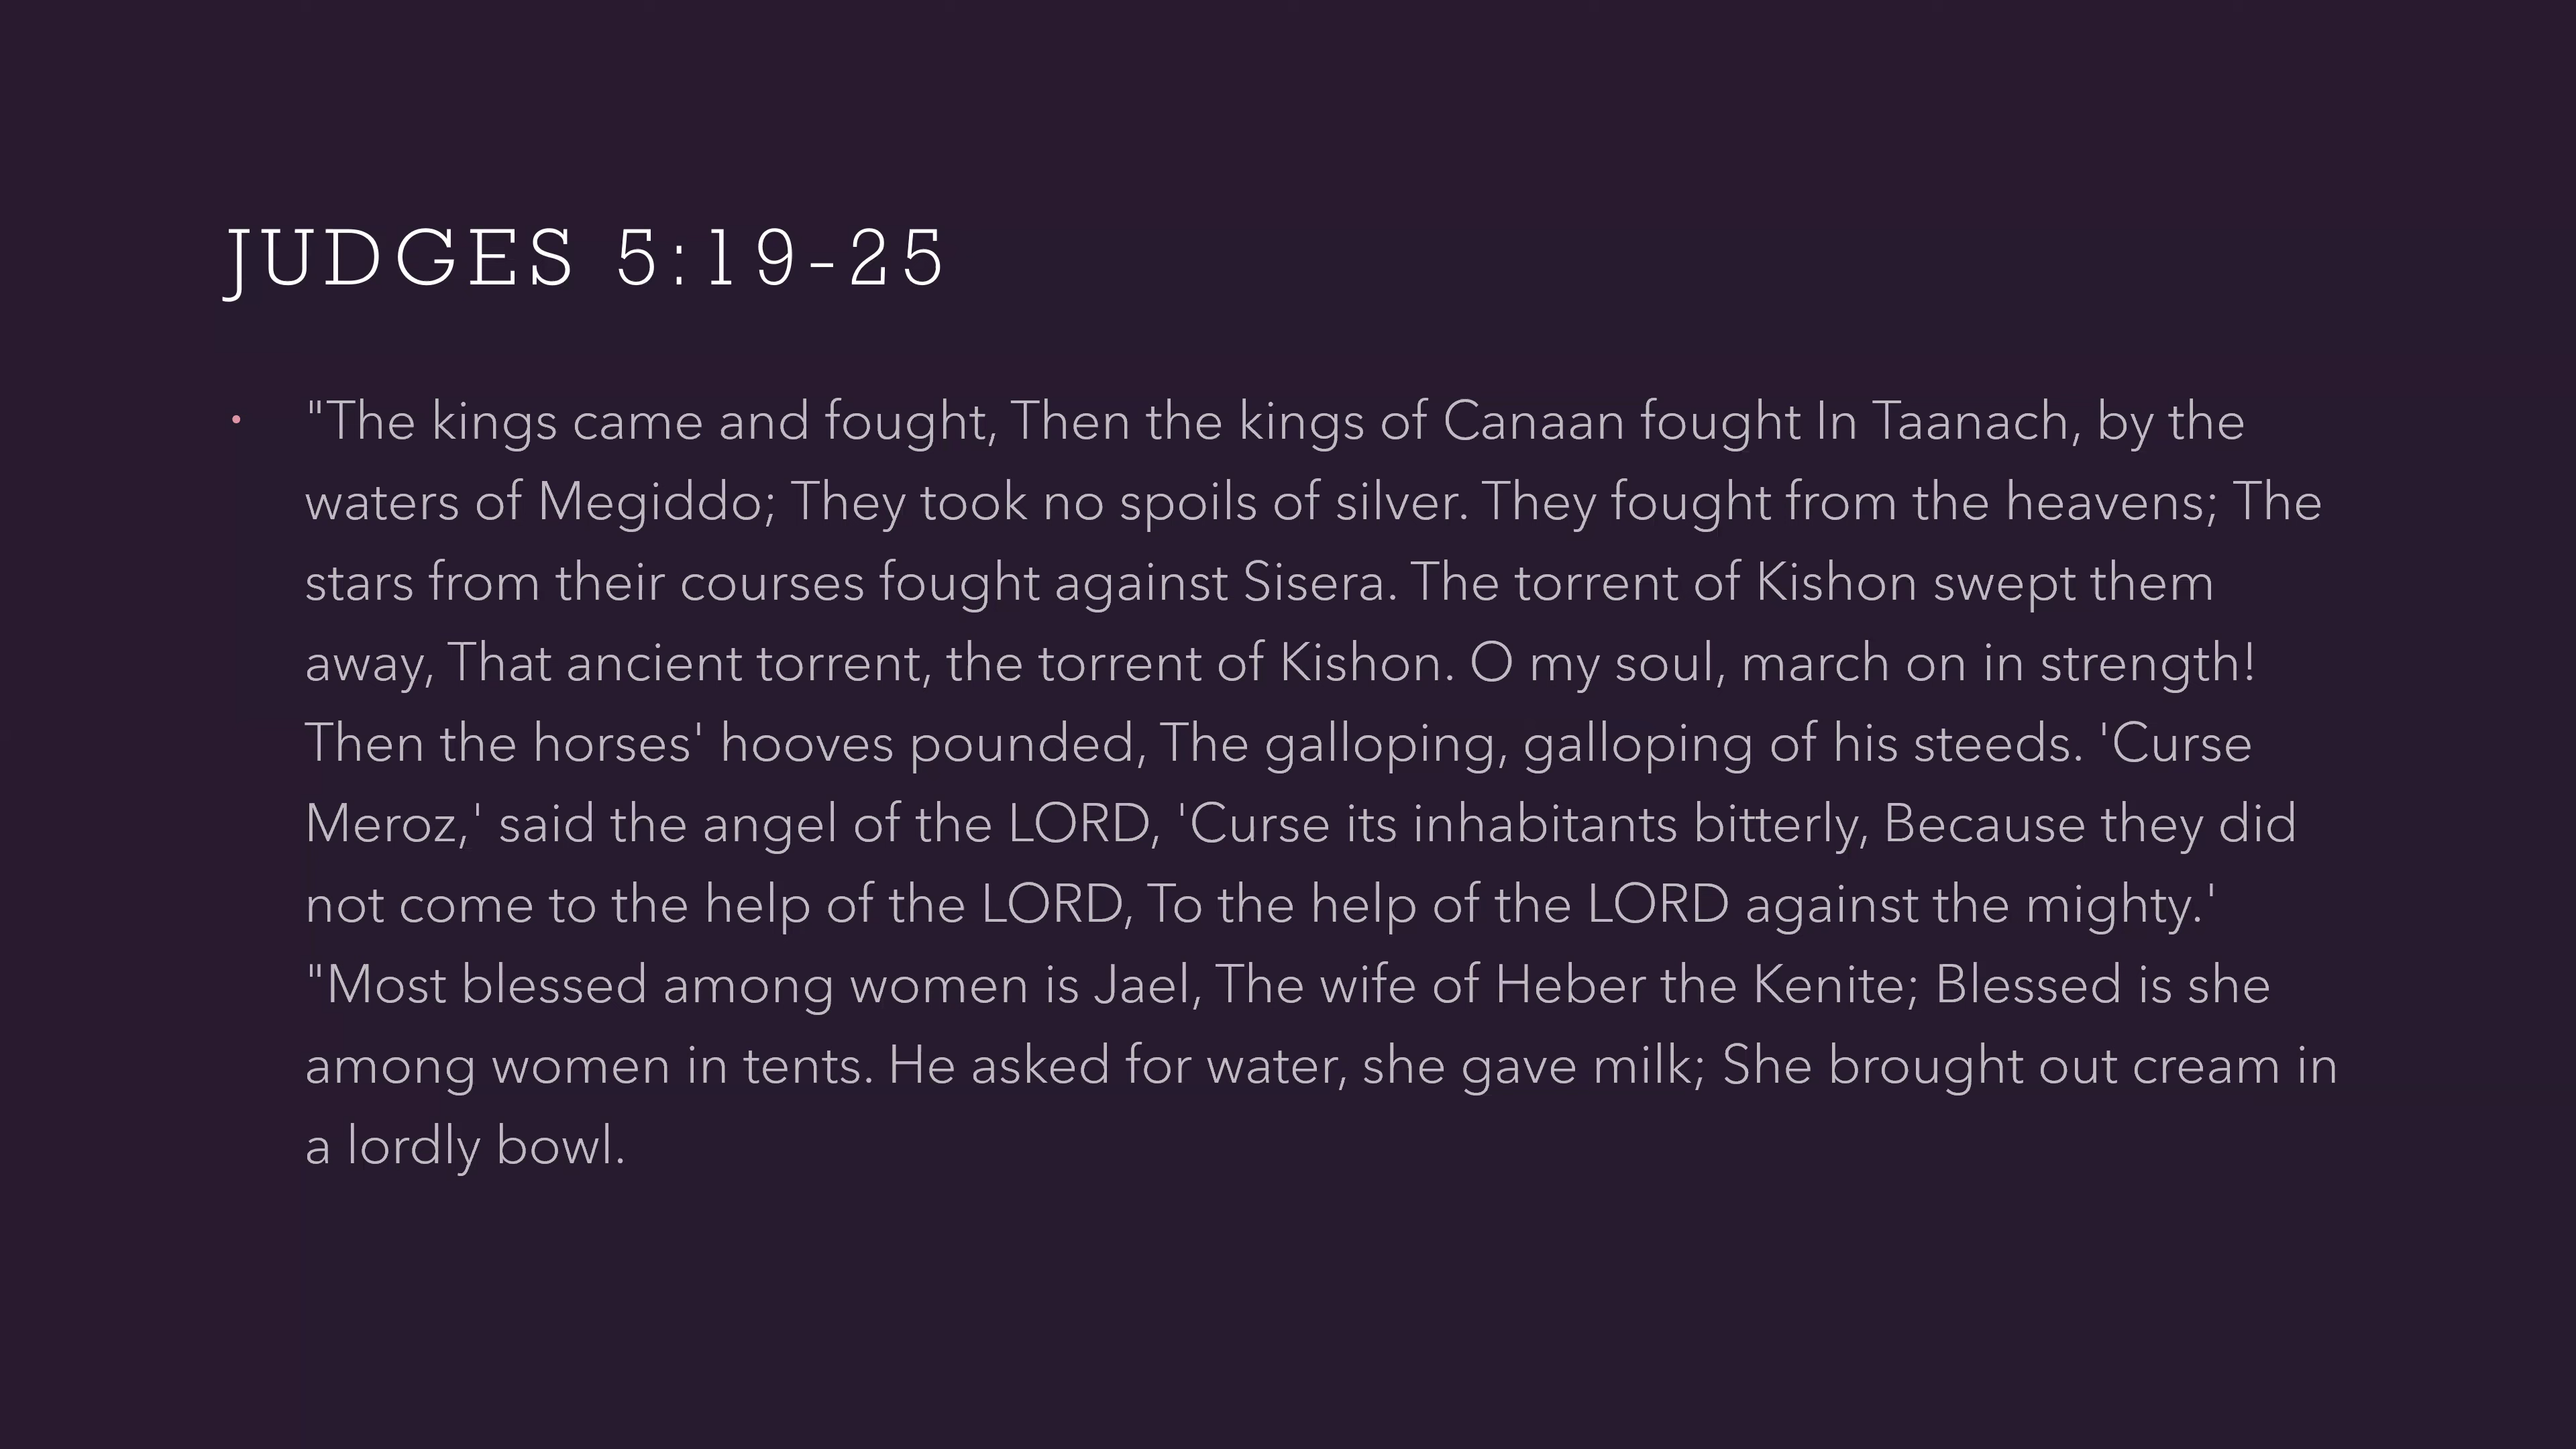 JUDGES 5:19-25
• "The kings came and fought, Then the kings of Canaan fought In Taanach, by the
waters of Megiddo; They took no spoils of silver. They fought from the heavens; The
stars from their courses fought against Sisera. The torrent of Kishon swept them
away, That ancient torrent, the torrent of Kishon. O my soul, march on in strength!
Then the horses' hooves pounded, The galloping, galloping of his steeds. 'Curse
Meroz,' said the angel of the LORD, 'Curse its inhabitants bitterly, Because they did
not come to the help of the LORD, To the help of the LORD against the mighty.'
"Most blessed among women is Jael, The wife of Heber the Kenite; Blessed is she
among women in tents. He asked for water, she gave milk; She brought out cream in
a lordly bowl.